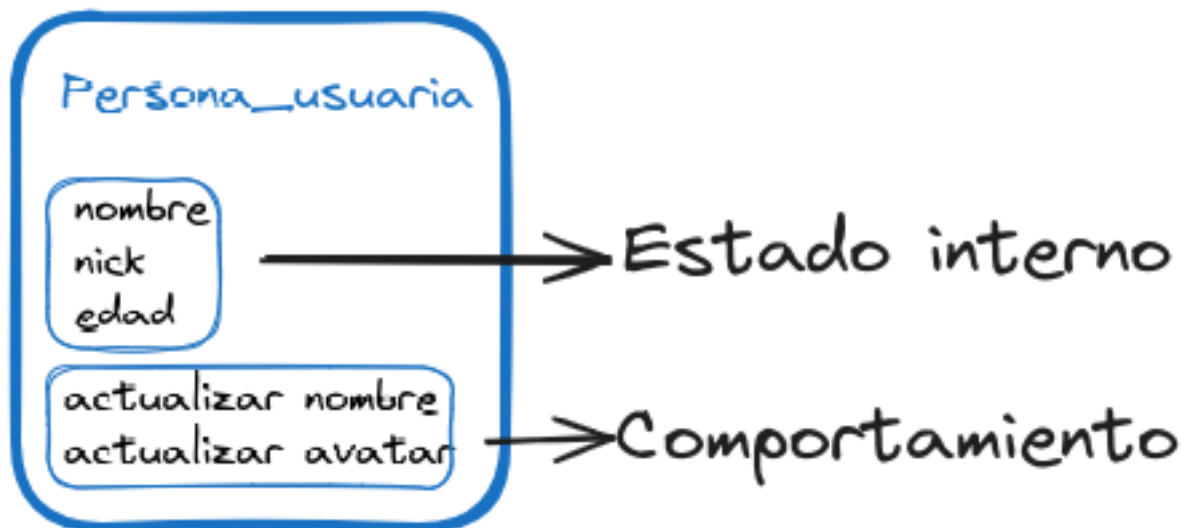 Persona_usuaria
nombre
nick
edad
Estado interno
actualizar nombre
actualizar avatar
Comportamiento